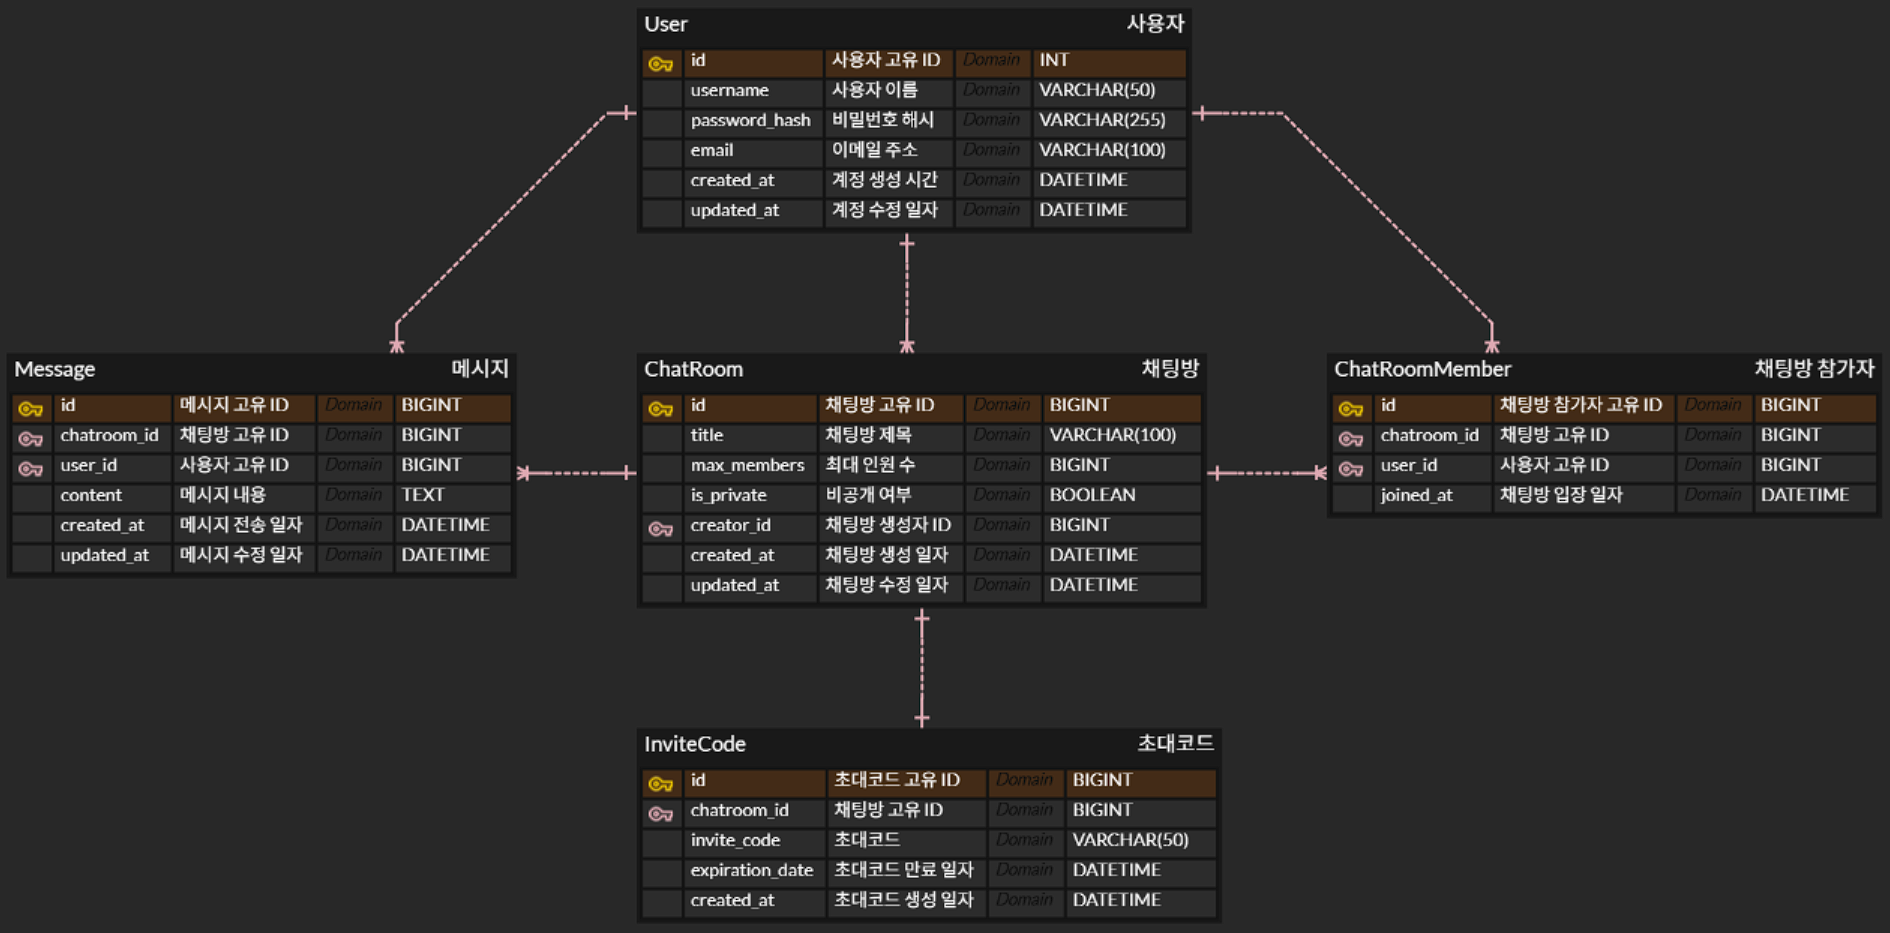 User 사용자
id 사용자 고유 ID Domain INT
username 사용자 이름 Domain VARCHAR(50)
password_hash 비밀번호 해시 Domain VARCHAR(255)
email 이메일 주소 Domain VARCHAR(100)
created_at 계정 생성 시간 Domain DATETIME
updated_at 계정 수정 일자 Domain DATETIME
Message 메시지
id 메시지 고유 ID Domain BIGINT
chatroom_id 채팅방 고유 ID Domain BIGINT
user_id 사용자 고유 ID Domain BIGINT
content 메시지 내용 Domain TEXT
created_at 메시지 전송 일자 Domain DATETIME
updated_at 메시지 수정 일자 Domain DATETIME
ChatRoom 채팅방
id 채팅방 고유 ID Domain BIGINT
title 채팅방 제목 Domain VARCHAR(100)
max_members 최대 인원 수 Domain BIGINT
is_private 비공개 여부 Domain BOOLEAN
creator_id 채팅방 생성자 ID Domain BIGINT
created_at 채팅방 생성 일자 Domain DATETIME
updated_at 채팅방 수정 일자 Domain DATETIME
ChatRoomMember 채팅방 참가자
id 채팅방 참가자 고유 ID Domain BIGINT
chatroom_id 채팅방 고유 ID Domain BIGINT
user_id 사용자 고유 ID Domain BIGINT
joined_at 채팅방 입장 일자 Domain DATETIME
InviteCode 초대코드
id 초대코드 고유 ID Domain BIGINT
chatroom_id 채팅방 고유 ID Domain BIGINT
invite_code 초대코드 Domain VARCHAR(50)
expiration_date 초대코드 만료 일자 Domain DATETIME
created_at 초대코드 생성 일자 Domain DATETIME